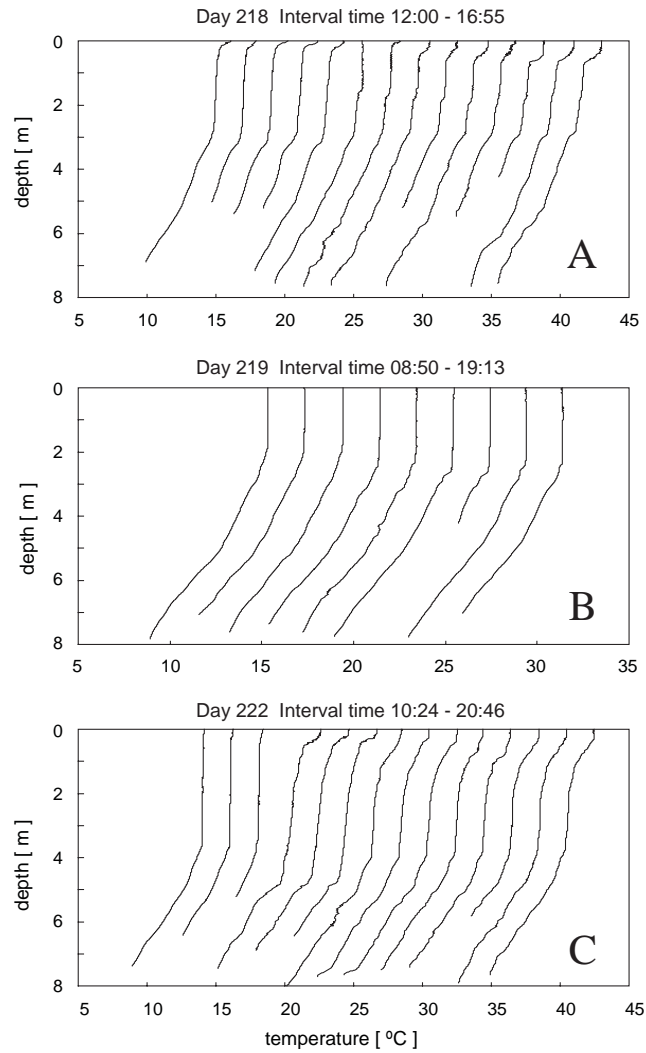 Day 218 Interval time 12:00 - 16:55
0
2
4
6
8
depth [ m ]
A
5 10 15 20 25 30 35 40 45
Day 219 Interval time 08:50 - 19:13
0
2
4
6
8
depth [ m ]
B
5 10 15 20 25 30 35
Day 222 Interval time 10:24 - 20:46
0
2
4
6
8
depth [ m ]
C
5 10 15 20 25 30 35 40 45
temperature [ ºC ]